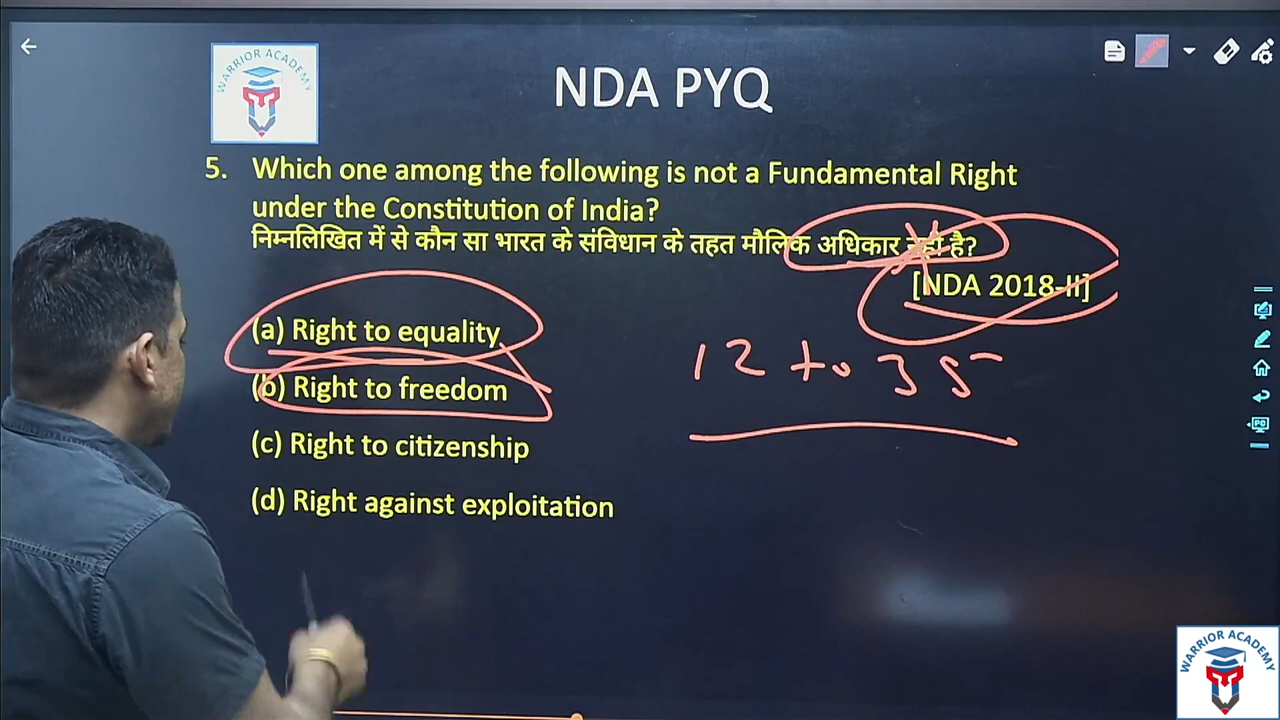 WARRIOR ACADEMY
NDA PYQ
5. Which one among the following is not a Fundamental Right
under the Constitution of India?
निम्नलिखित में से कौन सा भारत के संविधान के तहत मौलिक अधिकार नहीं है?
[NDA 2018-II]
(a) Right to equality
12 to 35
(b) Right to freedom
(c) Right to citizenship
(d) Right against exploitation
WARRIOR ACADEMY